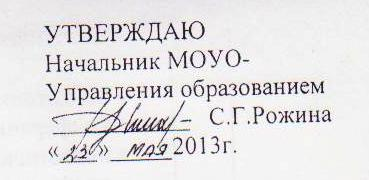 УТВЕРЖДАЮ
Начальник МОУО-
Управления образованием
С.Г.Рожина
«23» мая 2013г.